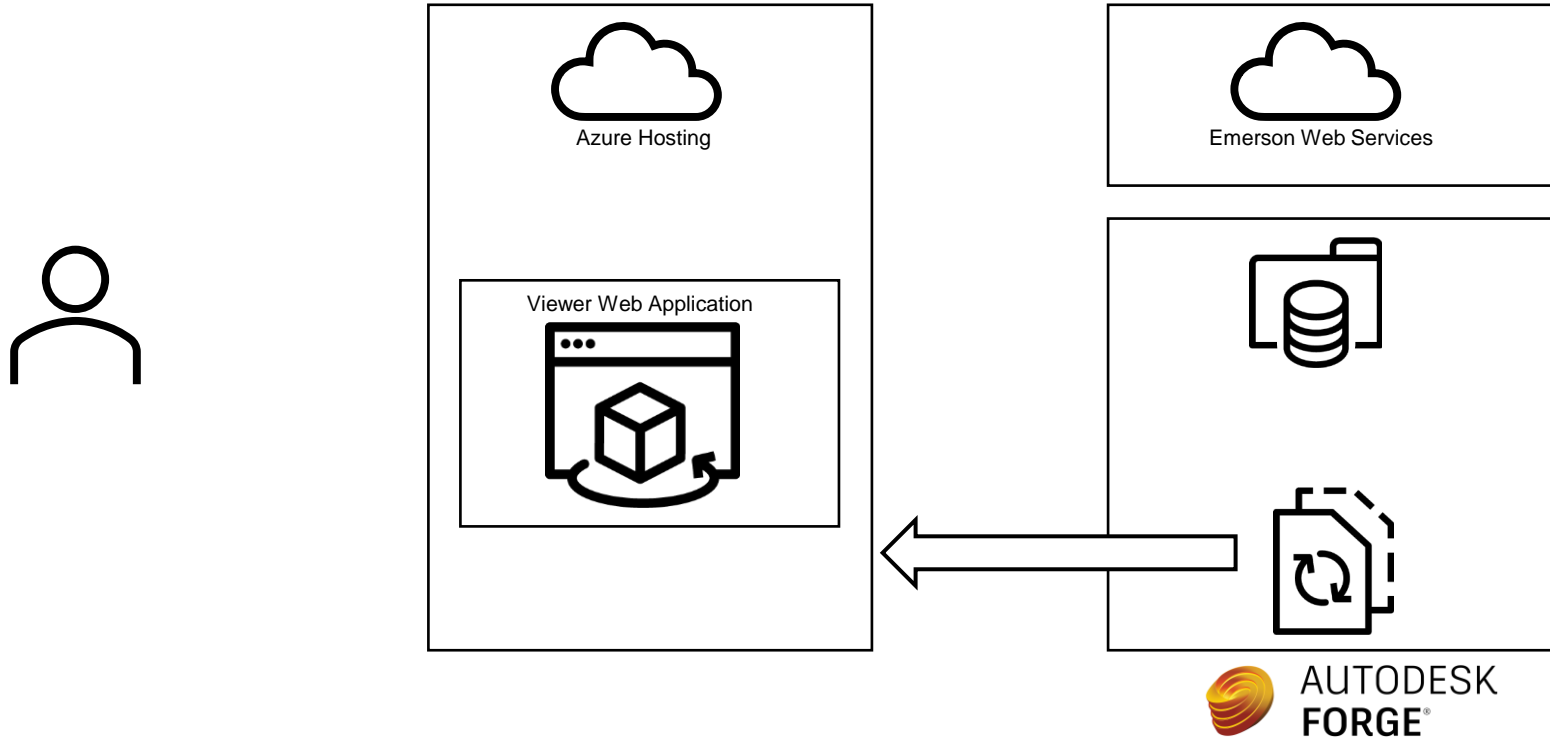 Azure Hosting
Emerson Web Services
Viewer Web Application
AUTODESK
FORGE®